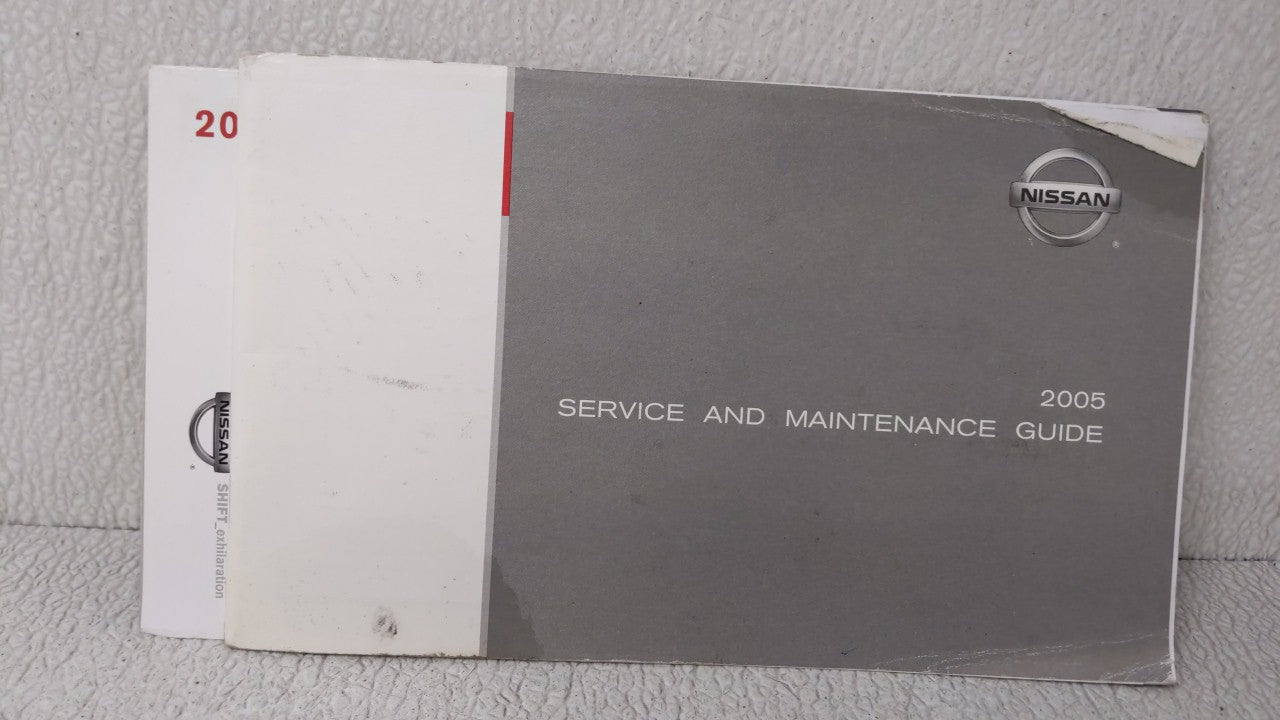 20
NISSAN
SHIFT_exhilaration
NISSAN
®
2005
SERVICE AND MAINTENANCE GUIDE